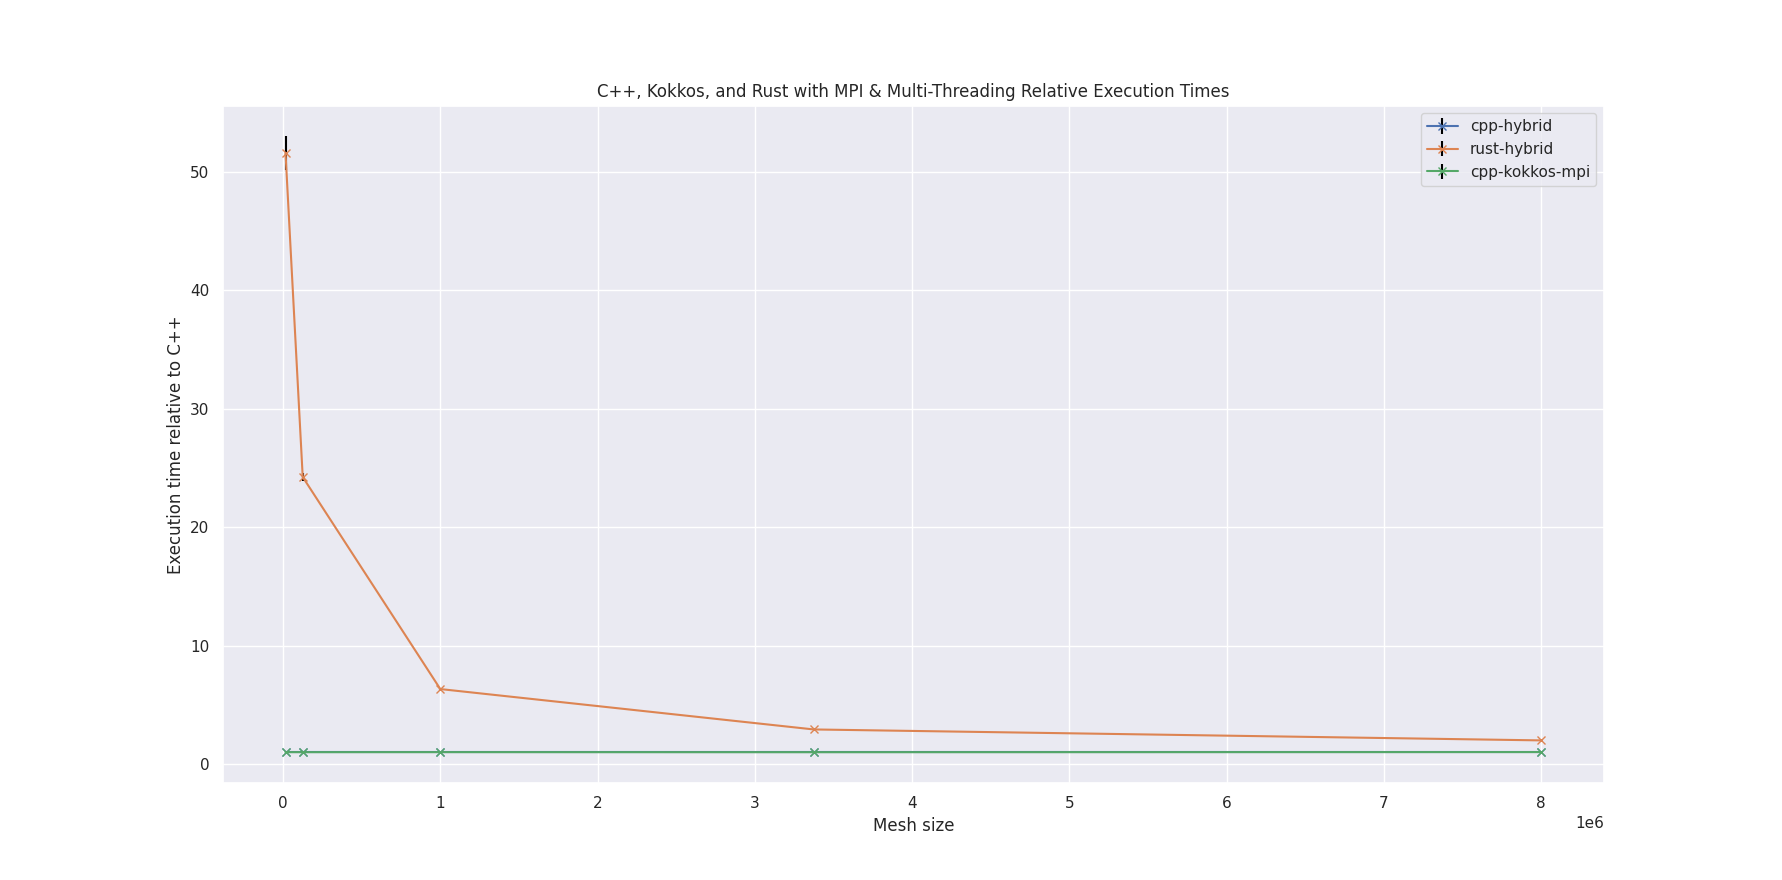 C++, Kokkos, and Rust with MPI & Multi-Threading Relative Execution Times
cpp-hybrid
rust-hybrid
cpp-kokkos-mpi
Execution time relative to C++
50
40
30
20
10
0
0 1 2 3 4 5 6 7 8
1e6
Mesh size